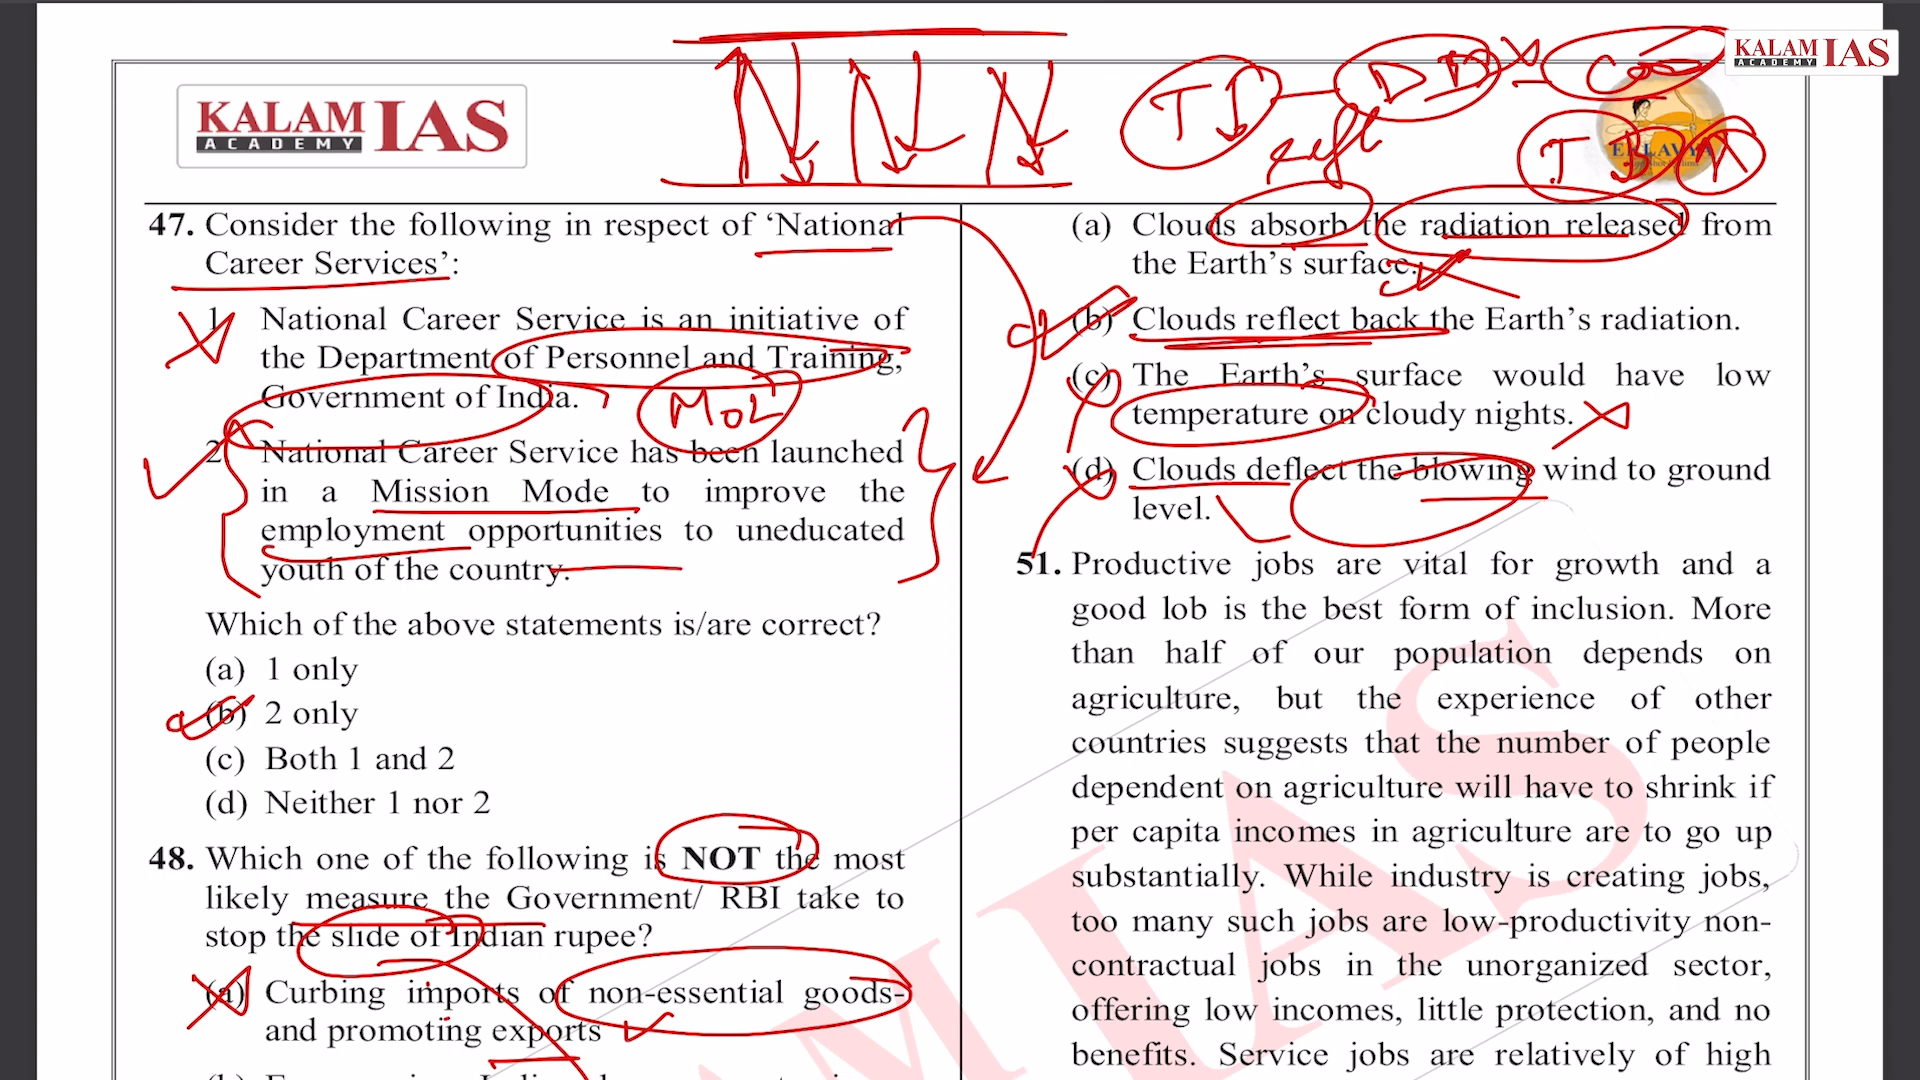 KALAM IAS
ACADEMY
KALAM IAS
ACADEMY
47. Consider the following in respect of ‘National
Career Services’:
1. National Career Service is an initiative of
the Department of Personnel and Training,
Government of India.
MOL
2. National Career Service has been launched
in a Mission Mode to improve the
employment opportunities to uneducated
youth of the country.
Which of the above statements is/are correct?
(a) 1 only
(b) 2 only
(c) Both 1 and 2
(d) Neither 1 nor 2
48. Which one of the following is NOT the most
likely measure the Government/ RBI take to
stop the slide of Indian rupee?
(a) Curbing imports of non-essential goods-
and promoting exports
(a) Clouds absorb the radiation released from
the Earth’s surface.
(b) Clouds reflect back the Earth’s radiation.
(c) The Earth’s surface would have low
temperature on cloudy nights.
(d) Clouds deflect the blowing wind to ground
level.
51. Productive jobs are vital for growth and a
good lob is the best form of inclusion. More
than half of our population depends on
agriculture, but the experience of other
countries suggests that the number of people
dependent on agriculture will have to shrink if
per capita incomes in agriculture are to go up
substantially. While industry is creating jobs,
too many such jobs are low-productivity non-
contractual jobs in the unorganized sector,
offering low incomes, little protection, and no
benefits. Service jobs are relatively of high